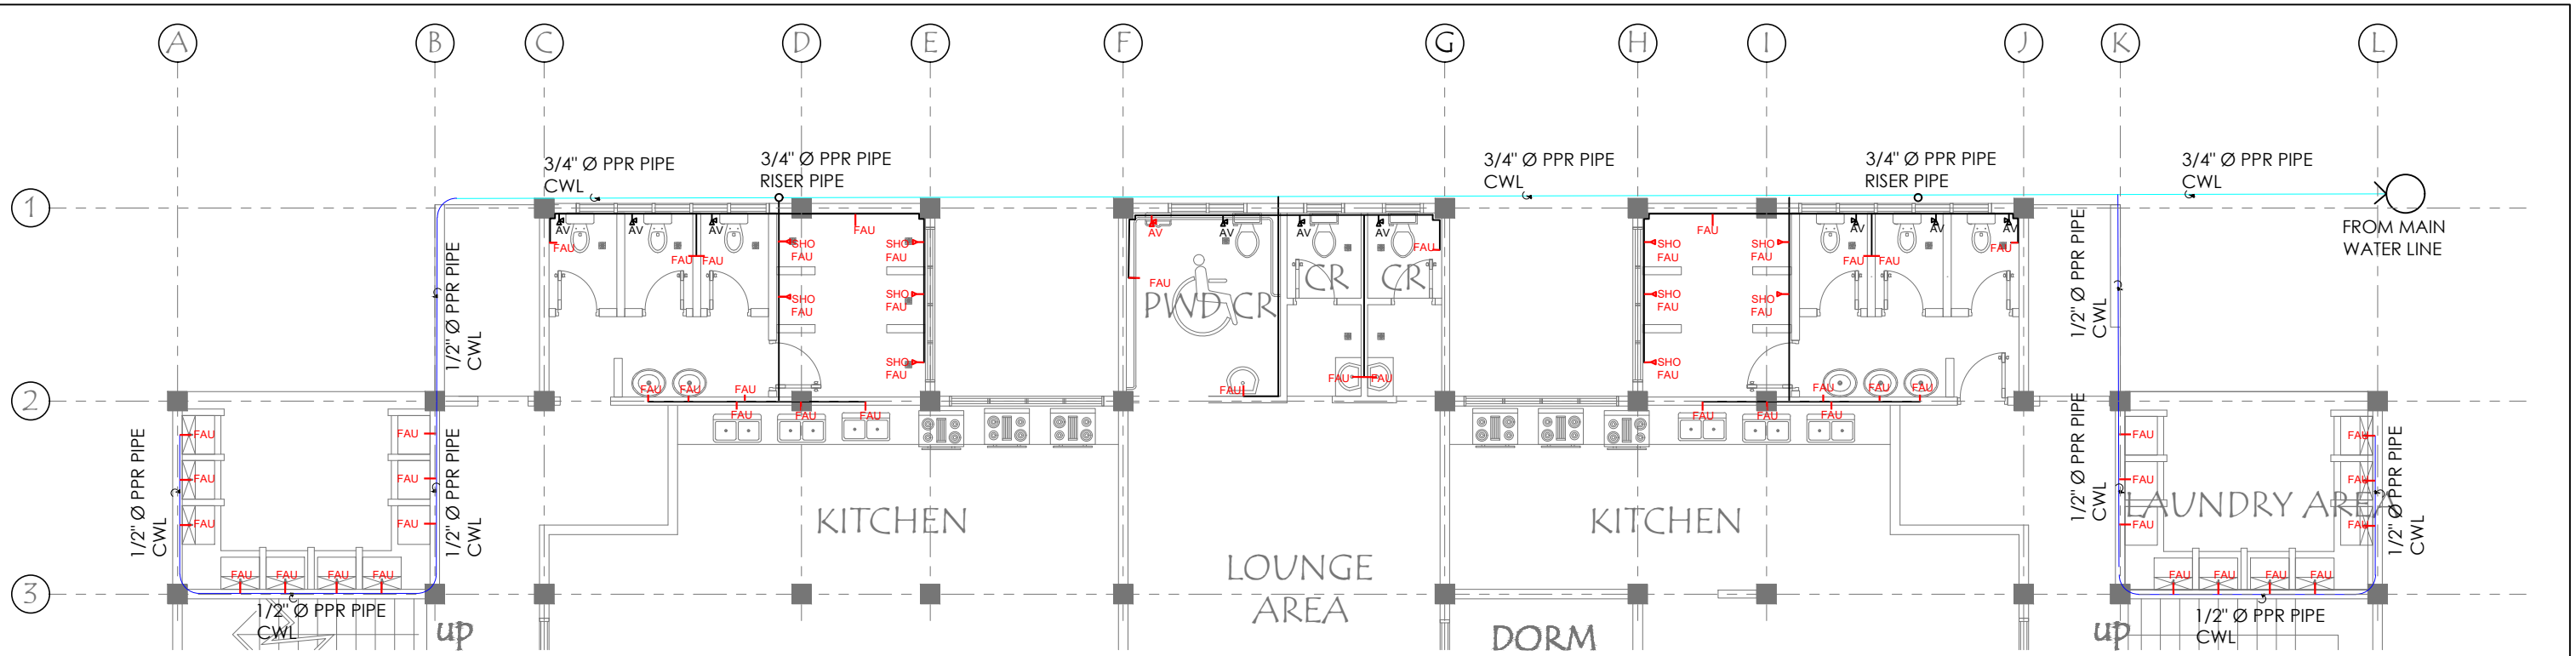 A
B
C
D
E
F
G
H
I
J
K
L
3/4" Ø PPR PIPE
CWL
3/4" Ø PPR PIPE
RISER PIPE
3/4" Ø PPR PIPE
CWL
3/4" Ø PPR PIPE
RISER PIPE
3/4" Ø PPR PIPE
CWL
1
FROM MAIN
WATER LINE
AV
AV
AV
FAU
FAU
FAU
FAU
SHO
FAU
SHO
FAU
SHO
FAU
SHO
FAU
SHO
FAU
AV
AV
AV
AV
FAU
FAU
PWD CR
CR
CR
FAU
FAU
FAU
FAU
SHO
FAU
SHO
FAU
SHO
FAU
SHO
FAU
SHO
FAU
AV
AV
AV
FAU
FAU
FAU
1/2" Ø PPR PIPE
CWL
1/2" Ø PPR PIPE
CWL
2
FAU
FAU
FAU
FAU
FAU
FAU
FAU
FAU
FAU
FAU
FAU
FAU
1/2" Ø PPR PIPE
CWL
FAU
FAU
FAU
FAU
FAU
FAU
1/2" Ø PPR PIPE
CWL
KITCHEN
KITCHEN
1/2" Ø PPR PIPE
CWL
FAU
FAU
FAU
FAU
FAU
FAU
LAUNDRY AREA
1/2" Ø PPR PIPE
CWL
3
FAU
FAU
FAU
FAU
1/2" Ø PPR PIPE
CWL
up
LOUNGE
AREA
DORM
FAU
FAU
FAU
FAU
1/2" Ø PPR PIPE
CWL
up